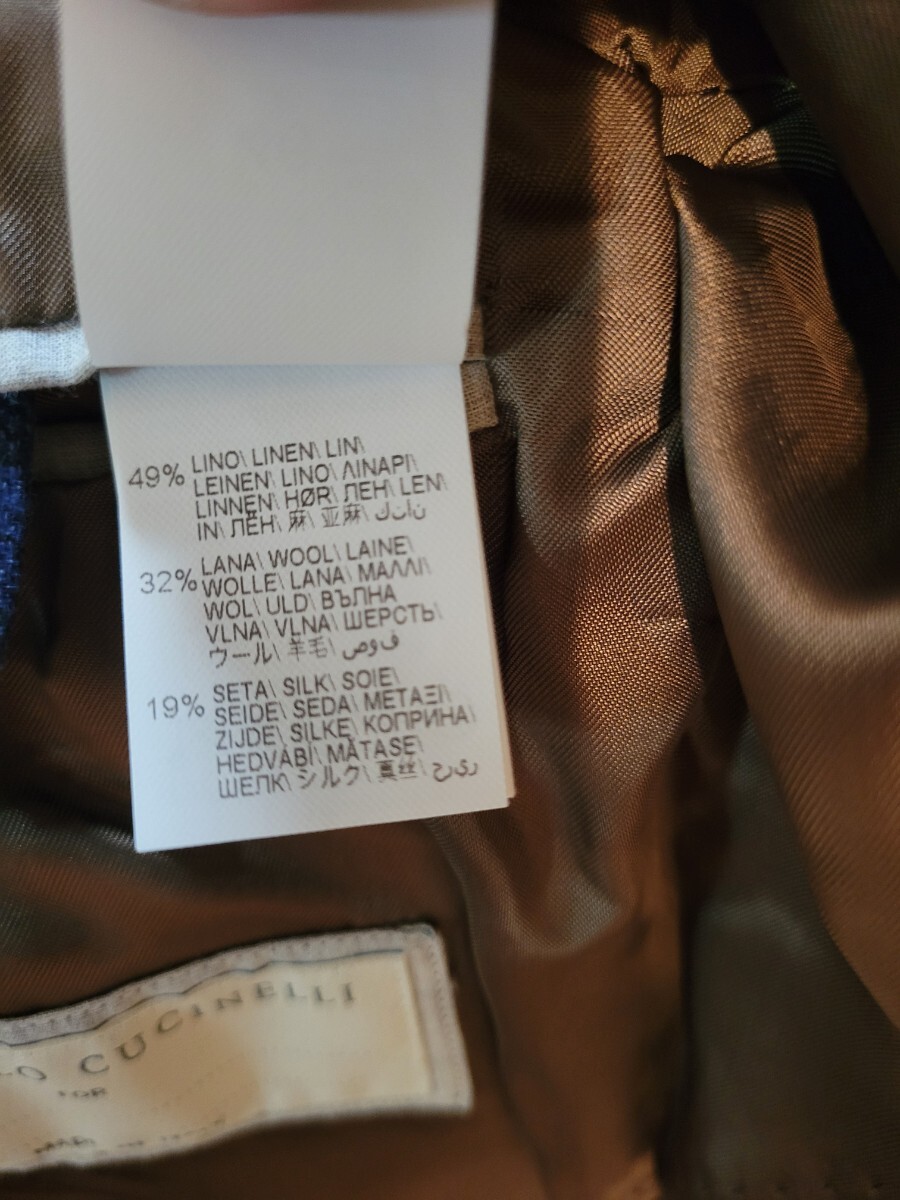 49% LINO\ LINEN\ LIN\
LEINEN\ LINO\ ΛΙΝΑΡΙ\
LINNEN\ HØR\ ЛЕН\ LEN\
IN\ ЛЁН\ 麻\ 亚麻\ كتان
32% LANA\ WOOL\ LAINE\
WOLLE\ LANA\ ΜΑΛΛΙ\
WOL\ ULD\ ВЪЛНА
VLNA\ VLNA\ ШЕРСТЬ\
ウール\ 羊毛\ صوف
19% SETA\ SILK\ SOIE\
SEIDE\ SEDA\ ΜΕΤΑΞΙ\
ZIJDE\ SILKE\ КОПРИНА\
HEDVÁBÍ\ MĂTASE\
ШЕЛК\ シルク\ 真丝\ حرير
CUCINELLI
FOR